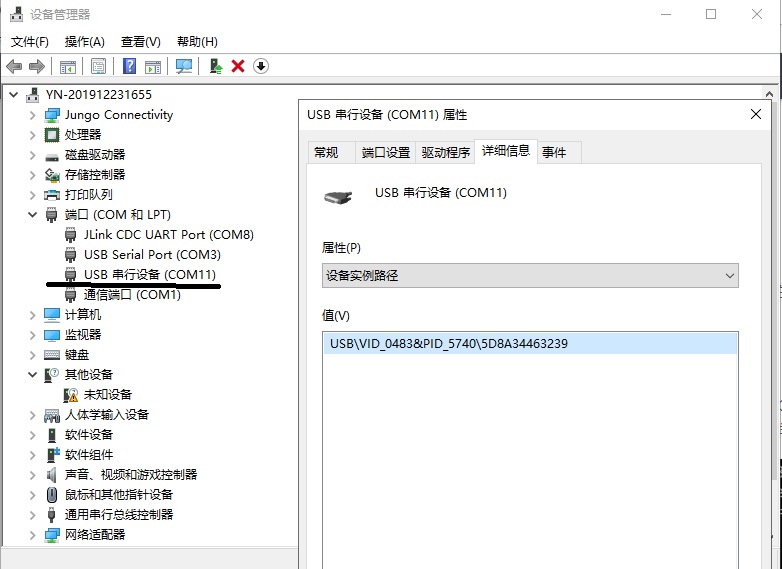 设备管理器
文件(F) 操作(A) 查看(V) 帮助(H)
YN-201912231655
Jungo Connectivity
处理器
磁盘驱动器
存储控制器
打印队列
端口 (COM 和 LPT)
JLink CDC UART Port (COM8)
USB Serial Port (COM3)
USB 串行设备 (COM11)
通信端口 (COM1)
计算机
监视器
键盘
其他设备
未知设备
人体学输入设备
软件设备
软件组件
声音、视频和游戏控制器
鼠标和其他指针设备
通用串行总线控制器
网络适配器
USB 串行设备 (COM11) 属性
常规 端口设置 驱动程序 详细信息 事件
USB 串行设备 (COM11)
属性(P)
设备实例路径
值(V)
USB\VID_0483&PID_5740\5D8A34463239